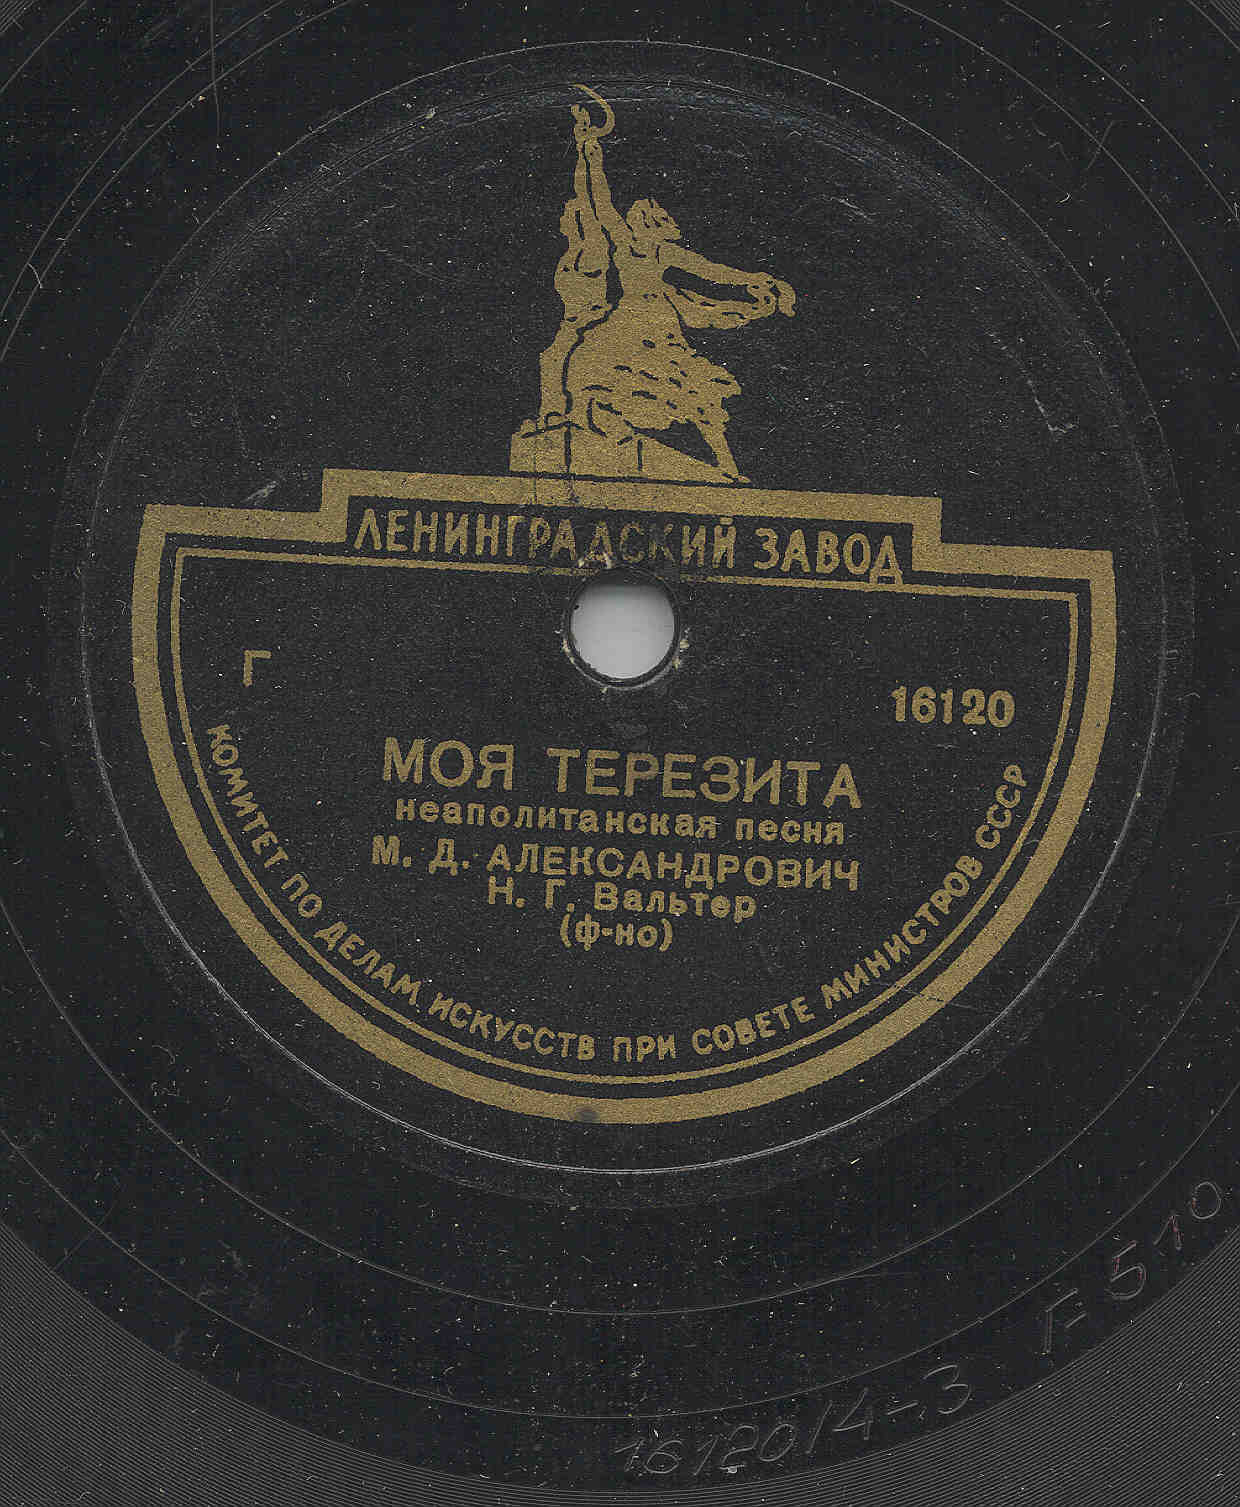 ЛЕНИНГРАДСКИЙ ЗАВОД
Г
16120
МОЯ ТЕРЕЗИТА
неаполитанская песня
М. Д. АЛЕКСАНДРОВИЧ
Н. Г. Вальтер
(ф-но)
КОМИТЕТ ПО ДЕЛАМ ИСКУССТВ ПРИ СОВЕТЕ МИНИСТРОВ СССР
16120/4-3
Г-510